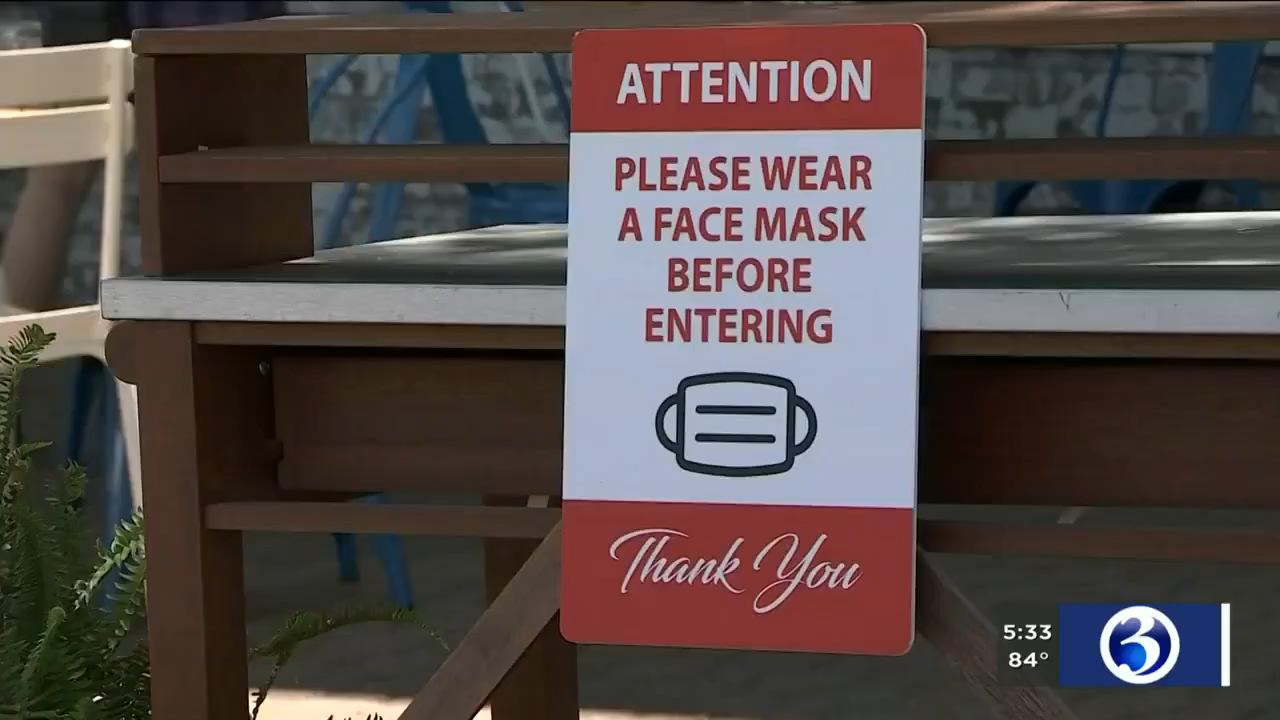 ATTENTION
PLEASE WEAR
A FACE MASK
BEFORE
ENTERING
Thank You
5:33
84°
3